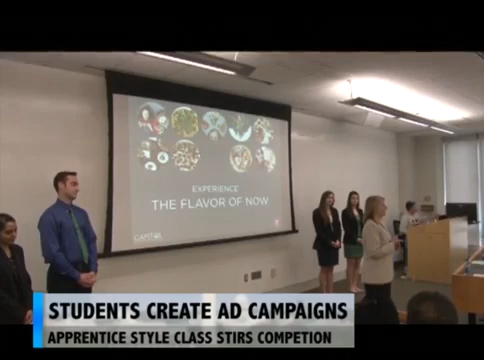 EXPERIENCE
THE FLAVOR OF NOW
STUDENTS CREATE AD CAMPAIGNS
APPRENTICE STYLE CLASS STIRS COMPETION